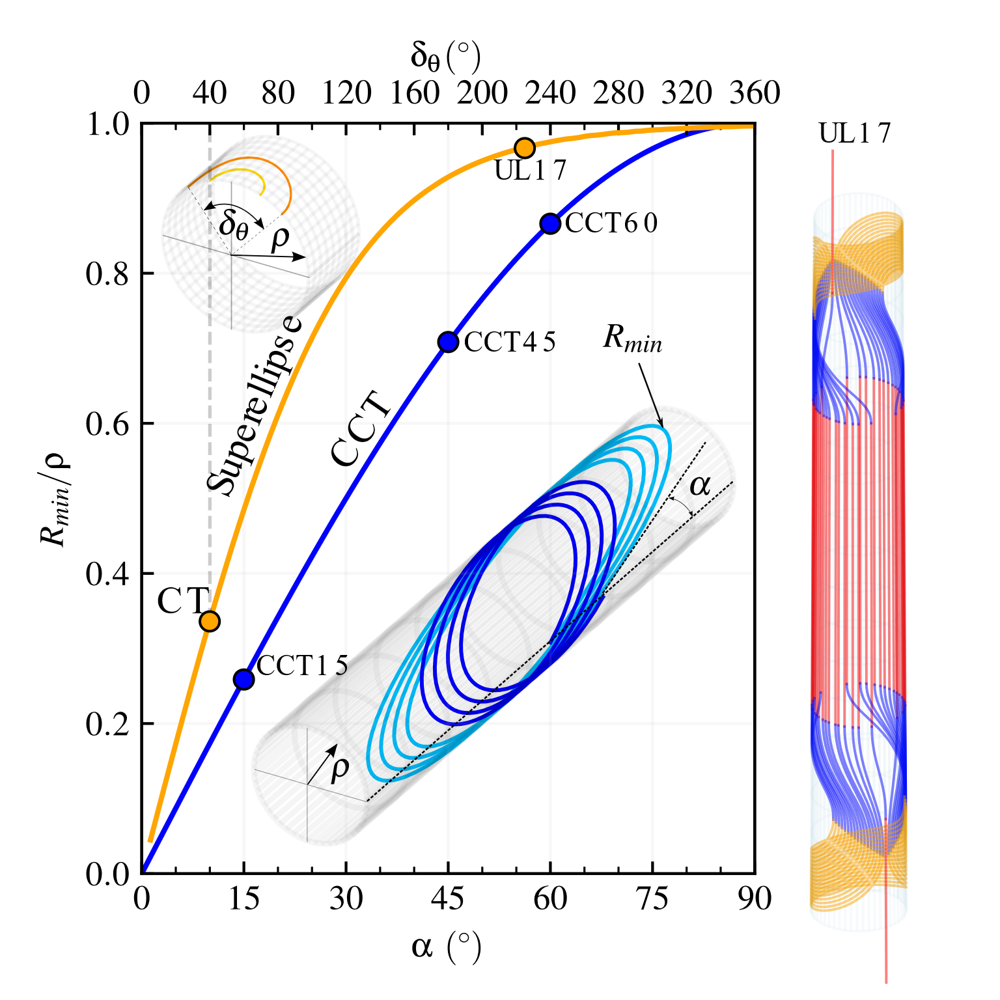 δθ (°)
0 40 80 120 160 200 240 280 320 360
UL17
1.0
0.8
0.6
0.4
0.2
0.0
Rmin/ρ
δθ
ρ
UL17
CCT60
CCT45
Rmin
Superellipse
CCT
α
CT
CCT15
ρ
0 15 30 45 60 75 90
α (°)